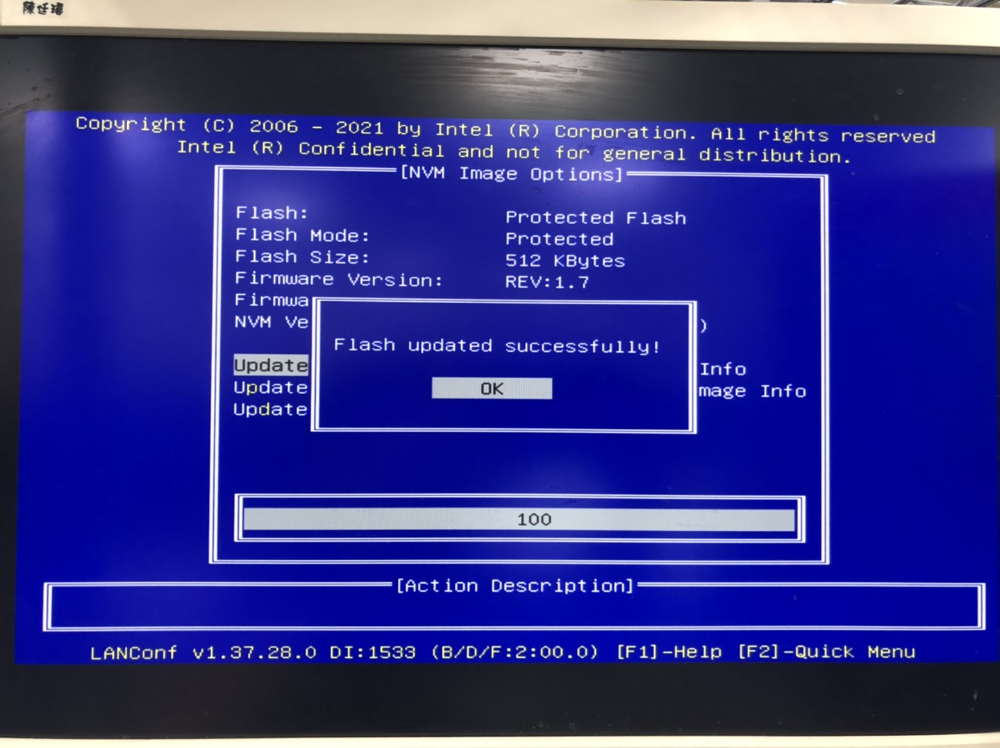 陳廷瑋
Copyright (C) 2006 - 2021 by Intel (R) Corporation. All rights reserved
Intel (R) Confidential and not for general distribution.
[NVM Image Options]
Flash: Protected Flash
Flash Mode: Protected
Flash Size: 512 KBytes
Firmware Version: REV:1.7
Firmwa
NVM Ve )
Flash updated successfully!
Update Info
OK
Update mage Info
Update
100
[Action Description]
LANConf v1.37.28.0 DI:1533 (B/D/F:2:00.0) [F1]-Help [F2]-Quick Menu